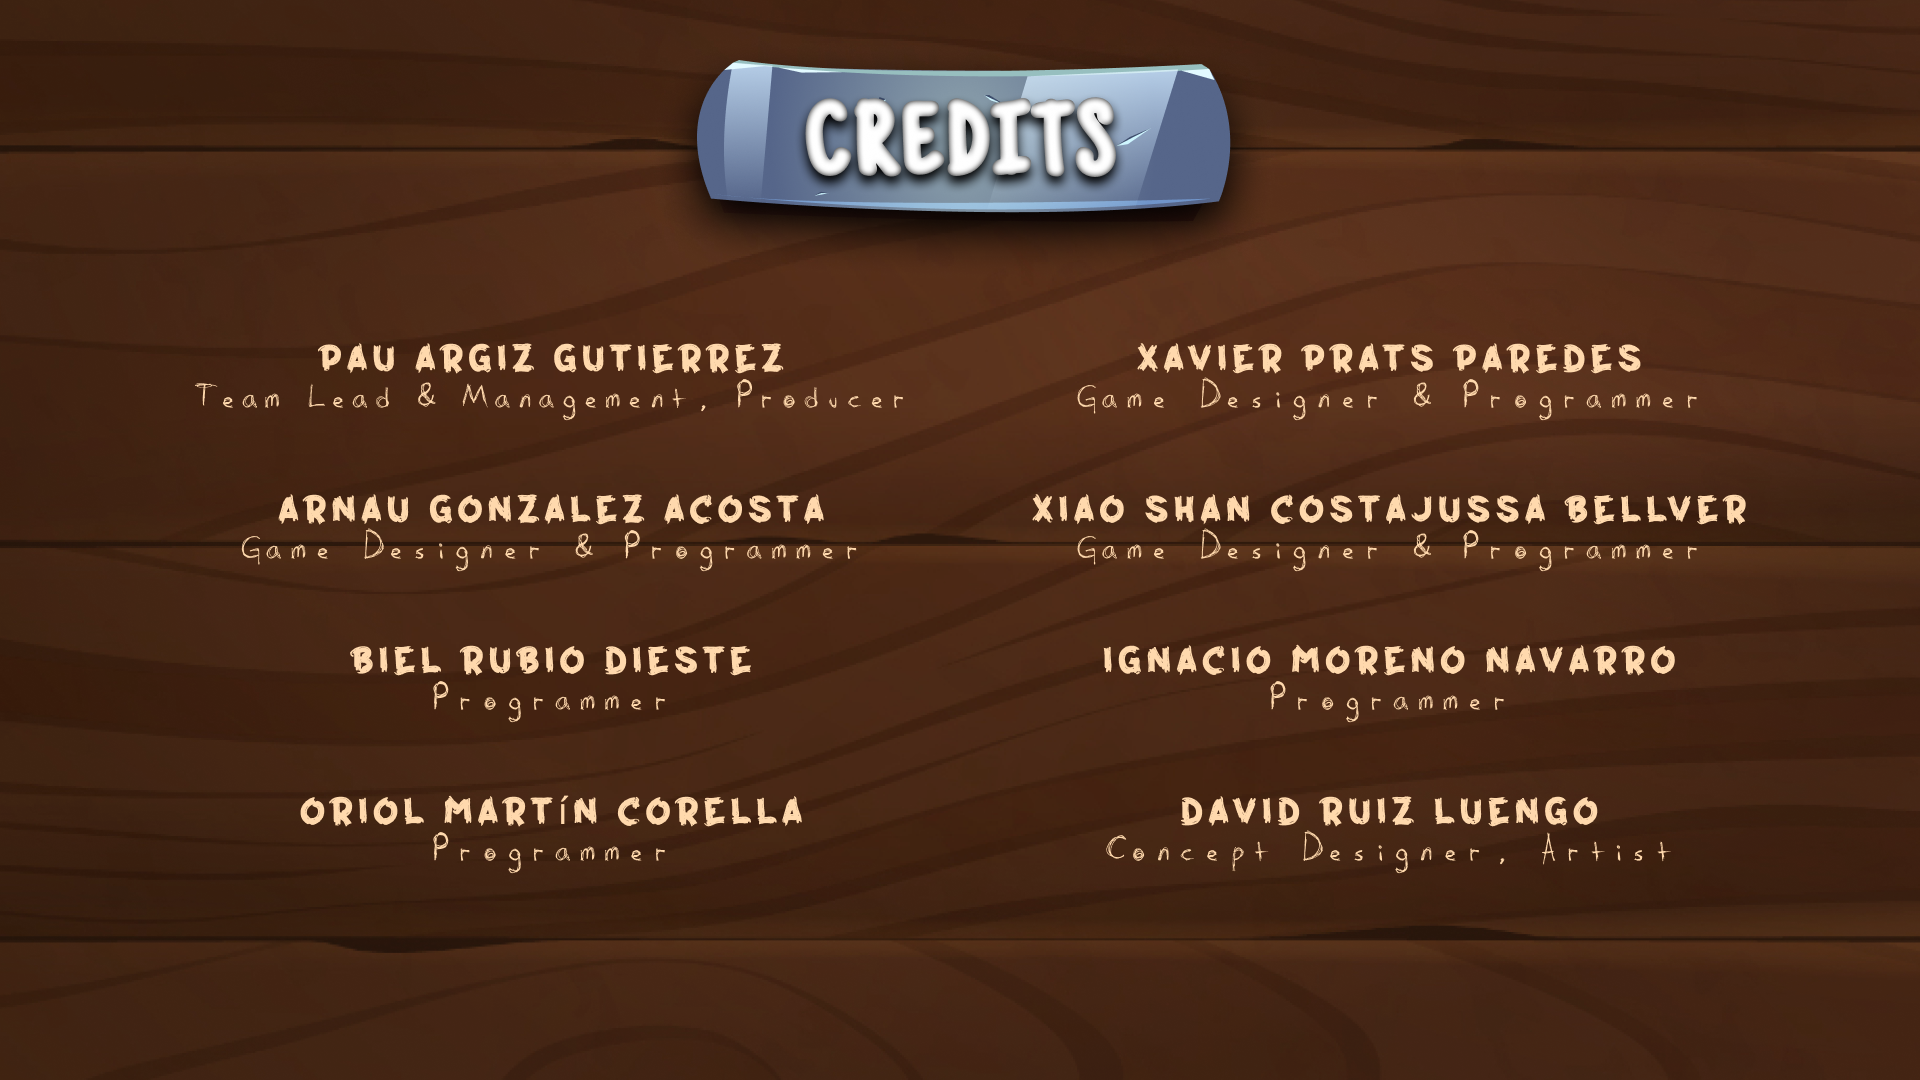 CREDITS
PAU ARGIZ GUTIERREZ
Team Lead & Management, Producer
XAVIER PRATS PAREDES
Game Designer & Programmer
ARNAU GONZALEZ ACOSTA
Game Designer & Programmer
XIAO SHAN COSTAJUSSA BELLVER
Game Designer & Programmer
BIEL RUBIO DIESTE
Programmer
IGNACIO MORENO NAVARRO
Programmer
ORIOL MARTÍN CORELLA
Programmer
DAVID RUIZ LUENGO
Concept Designer, Artist